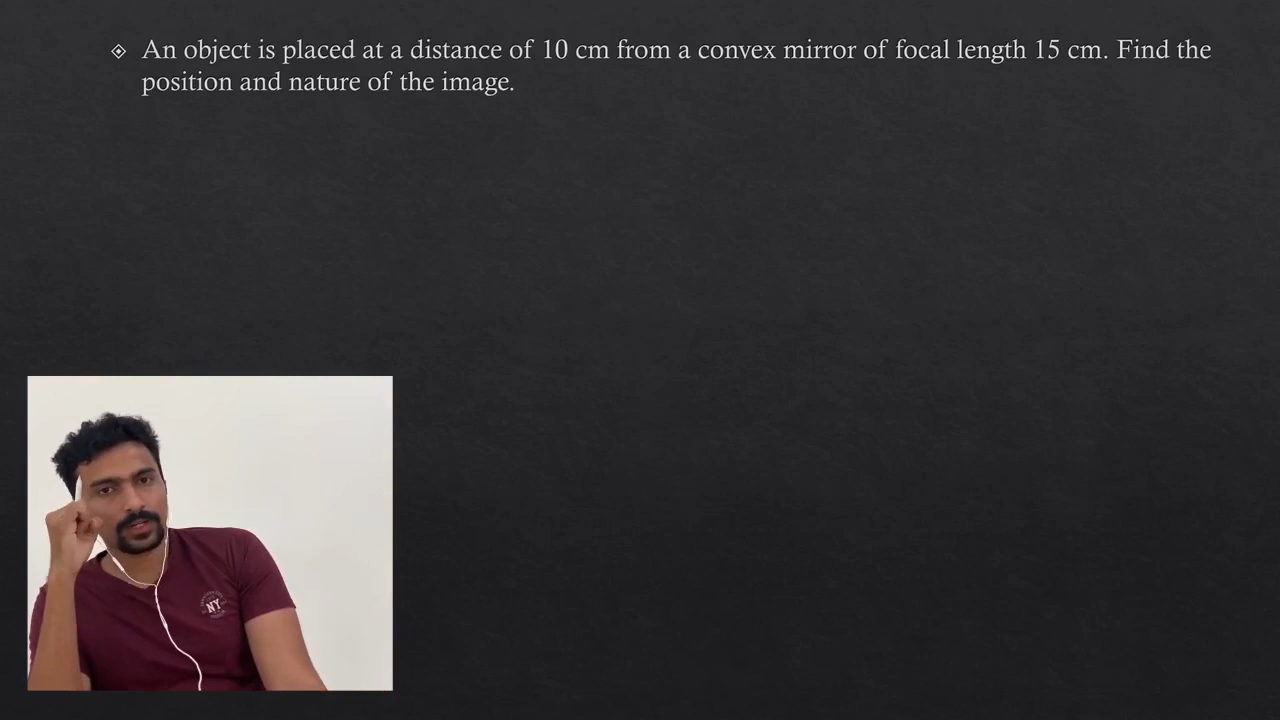 An object is placed at a distance of 10 cm from a convex mirror of focal length 15 cm. Find the
position and nature of the image.
NY